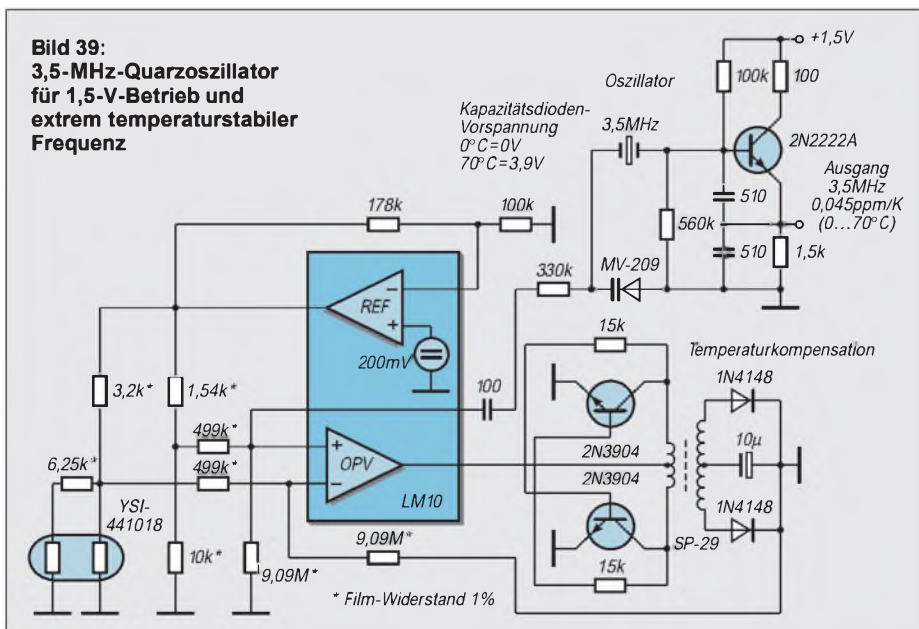 Bild 39:
3,5-MHz-Quarzoszillator
für 1,5-V-Betrieb und
extrem temperaturstabiler
Frequenz
Kapazitätsdioden-
Vorspannung
0°C=0V
70°C=3,9V
Oszillator
3,5MHz
+1,5V
100k
100
2N2222A
Ausgang
3,5MHz
0,045ppm/K
(0...70°C)
510
510
560k
1,5k
178k
100k
330k
MV-209
REF
–
+
200mV
3,2k*
1,54k*
100
15k
Temperaturkompensation
1N4148
499k*
499k*
+
–
OPV
LM10
2N3904
2N3904
10µ
1N4148
6,25k*
YSI-
441018
9,09M*
SP-29
10k*
9,09M*
15k
* Film-Widerstand 1%